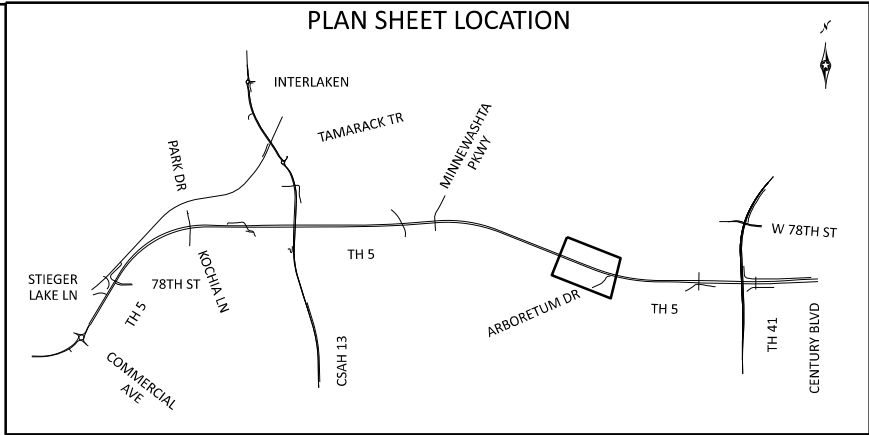 PLAN SHEET LOCATION
N
INTERLAKEN
TAMARACK TR
PARK DR
MINNEWASHTA
PKWY
W 78TH ST
TH 5
STIEGER
LAKE LN
78TH ST
KOCHIA LN
TH 5
ARBORETUM DR
TH 5
COMMERCIAL
AVE
CSAH 13
TH 41
CENTURY BLVD